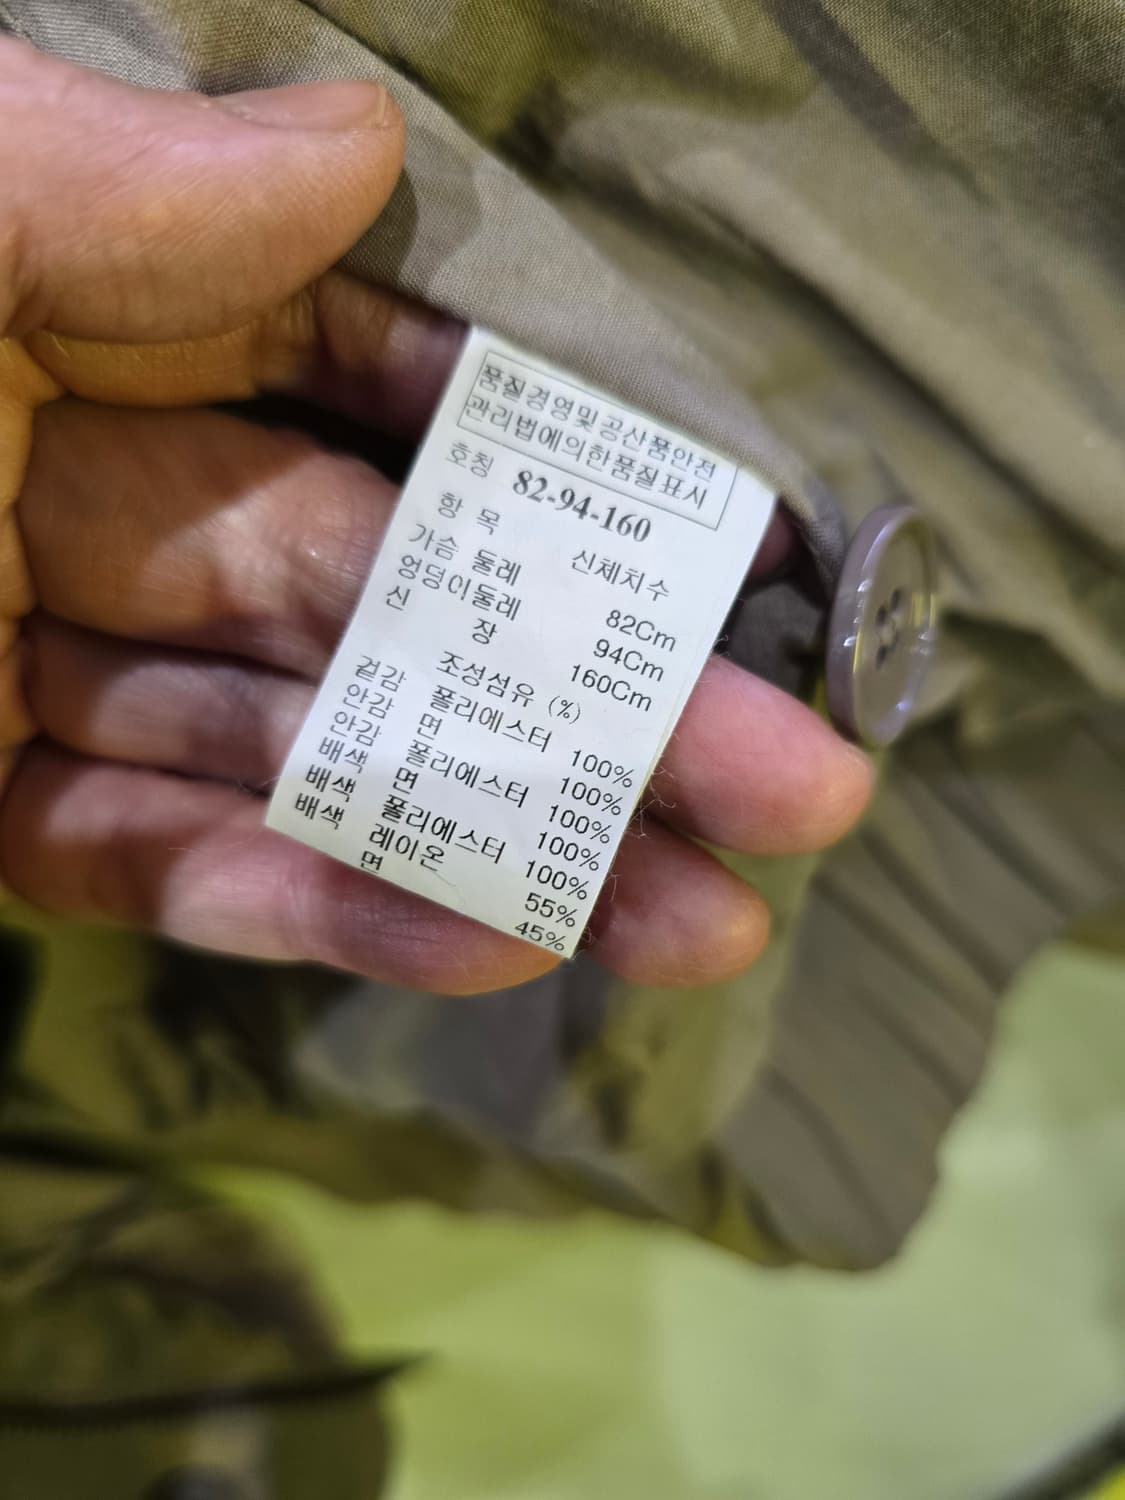 품질경영및공산품안전
관리법에의한품질표시
호칭 82-94-160
항 목 신체치수
가슴 둘레 82Cm
엉덩이둘레 94Cm
신 장 160Cm
조성섬유 (%)
겉감 폴리에스터 100%
안감 면 100%
안감 폴리에스터 100%
배색 면 100%
배색 폴리에스터 100%
배색 레이온 55%
면 45%